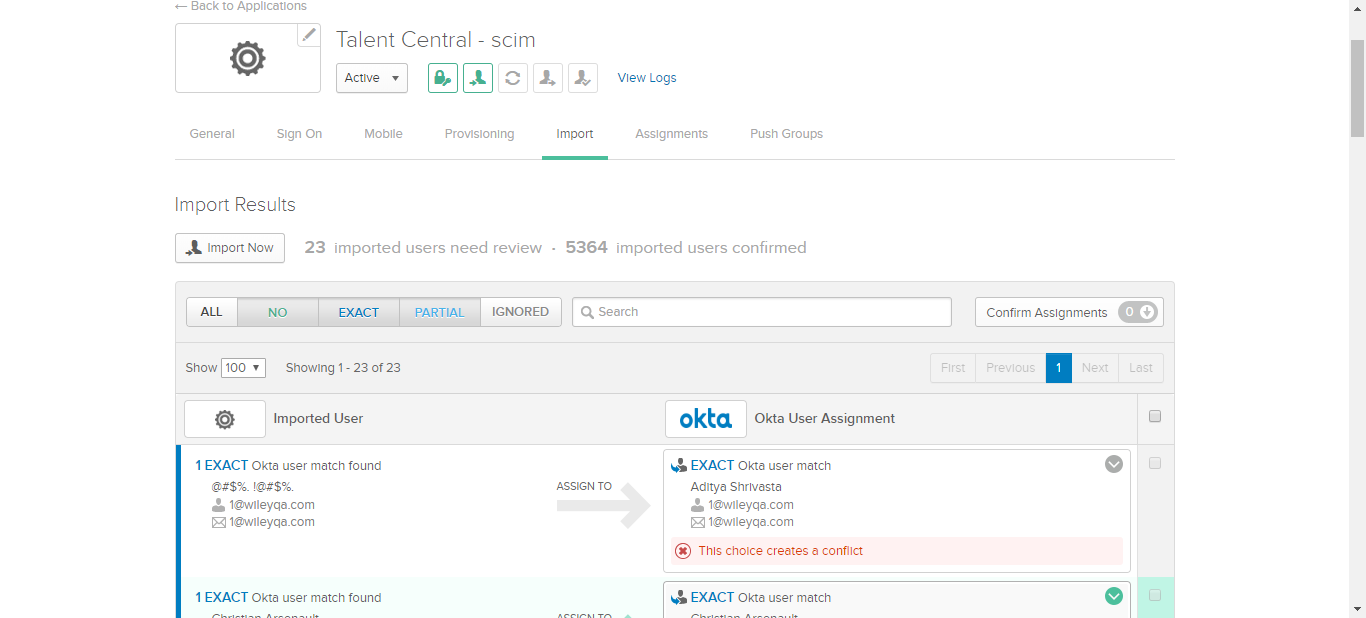 ← Back to Applications
Talent Central - scim
Active ▼ View Logs
General Sign On Mobile Provisioning Import Assignments Push Groups
Import Results
Import Now 23 imported users need review · 5364 imported users confirmed
ALL NO EXACT PARTIAL IGNORED Search Confirm Assignments 0
Show 100 ▼ Showing 1 - 23 of 23 First Previous 1 Next Last
Imported User okta Okta User Assignment
1 EXACT Okta user match found EXACT Okta user match
@#$%. !@#$%. ASSIGN TO Aditya Shrivasta
1@wileyqa.com 1@wileyqa.com
1@wileyqa.com 1@wileyqa.com
This choice creates a conflict
1 EXACT Okta user match found EXACT Okta user match
Christian Arsenault ASSIGN TO Christian Arsenault